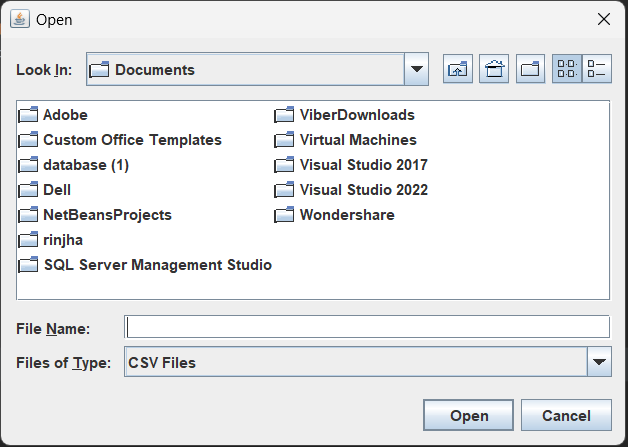 Open
Look In: Documents
Adobe
Custom Office Templates
database (1)
Dell
NetBeansProjects
rinjha
SQL Server Management Studio
ViberDownloads
Virtual Machines
Visual Studio 2017
Visual Studio 2022
Wondershare
File Name:
Files of Type: CSV Files
Open Cancel